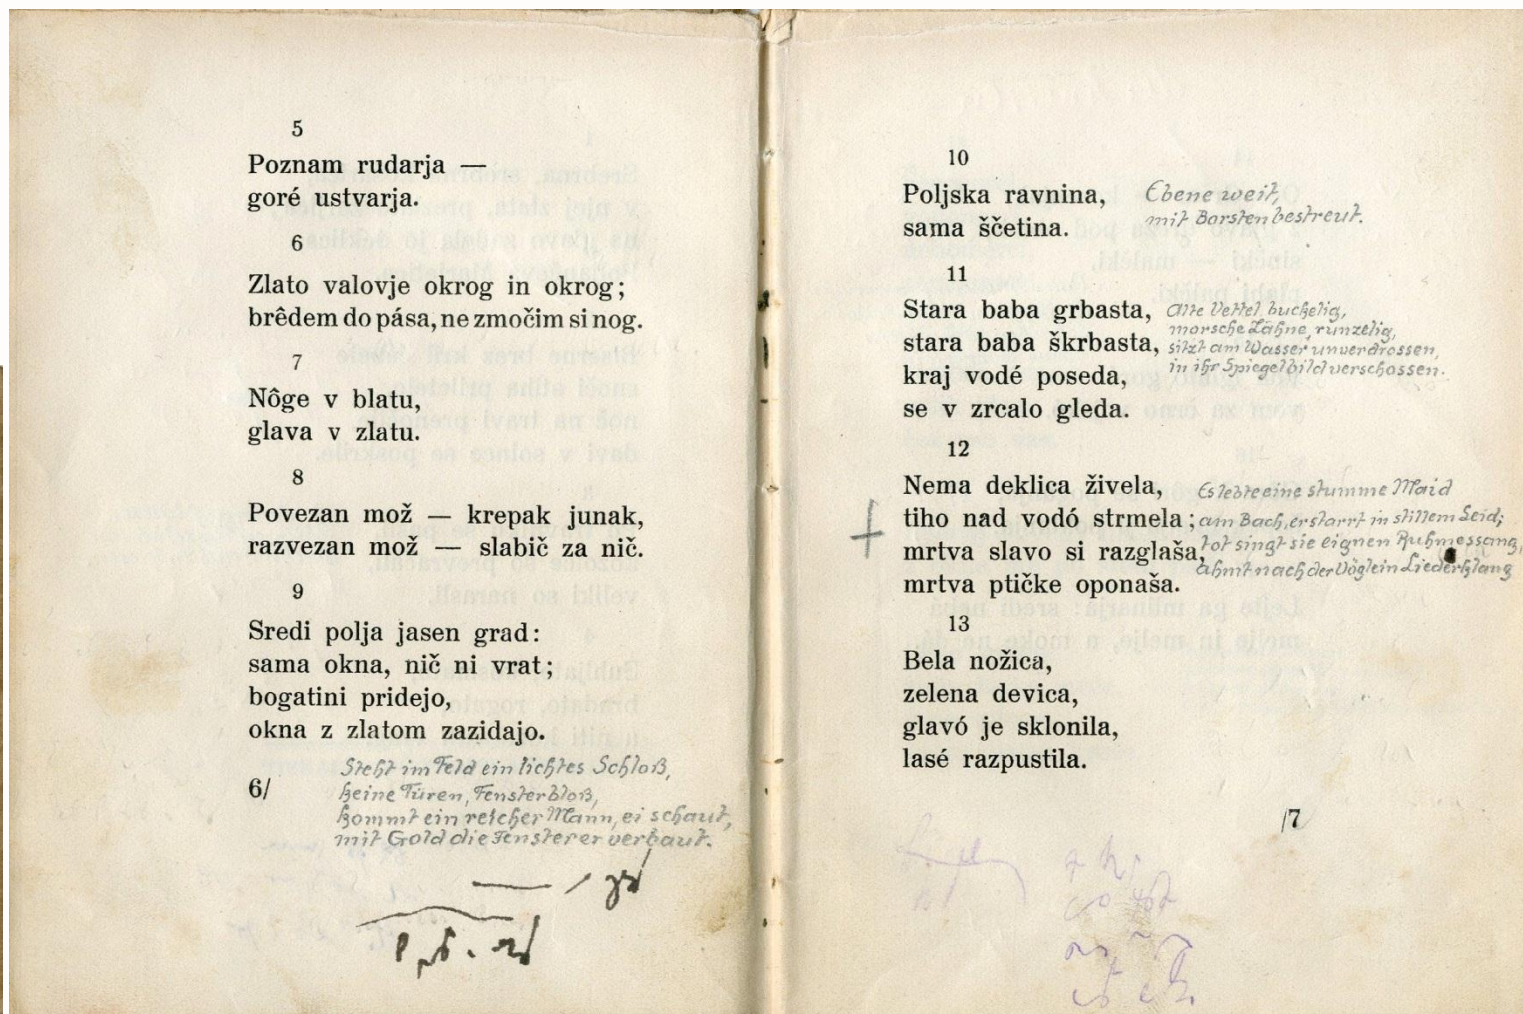 5
Poznam rudarja —
goré ustvarja.
6
Zlato valovje okrog in okrog;
brêdem do pása, ne zmočim si nog.
7
Nôge v blatu,
glava v zlatu.
8
Povezan mož — krepak junak,
razvezan mož — slabič za nič.
9
Sredi polja jasen grad:
sama okna, nič ni vrat;
bogatini pridejo,
okna z zlatom zazidajo.
Steht im Feld ein lichtes Schloß,
keine Türen, Fenster bloß,
kommt ein reicher Mann, ei schaut,
mit Gold die Fenster er verbaut.
6/
10
Poljska ravnina,
sama ščetina.
Ebene weit,
mit Borsten bestreut.
11
Stara baba grbasta,
stara baba škrbasta,
kraj vodé poseda,
se v zrcalo gleda.
Alte Vettel, buckelig,
morsche Zähne, runzelig,
sitzt am Wasser unverdrossen,
in ihr Spiegelbild verschossen.
12
Nema deklica živela,
tiho nad vodó strmela;
mrtva slavo si razglaša,
mrtva ptičke oponaša.
Es lebte eine stumme Maid
am Bach, erstarrt in stillem Leid;
tot singt sie eignen Ruhmessang,
ahmt nach der Vöglein Liederklang
13
Bela nožica,
zelena devica,
glavó je sklonila,
lasé razpustila.
/7